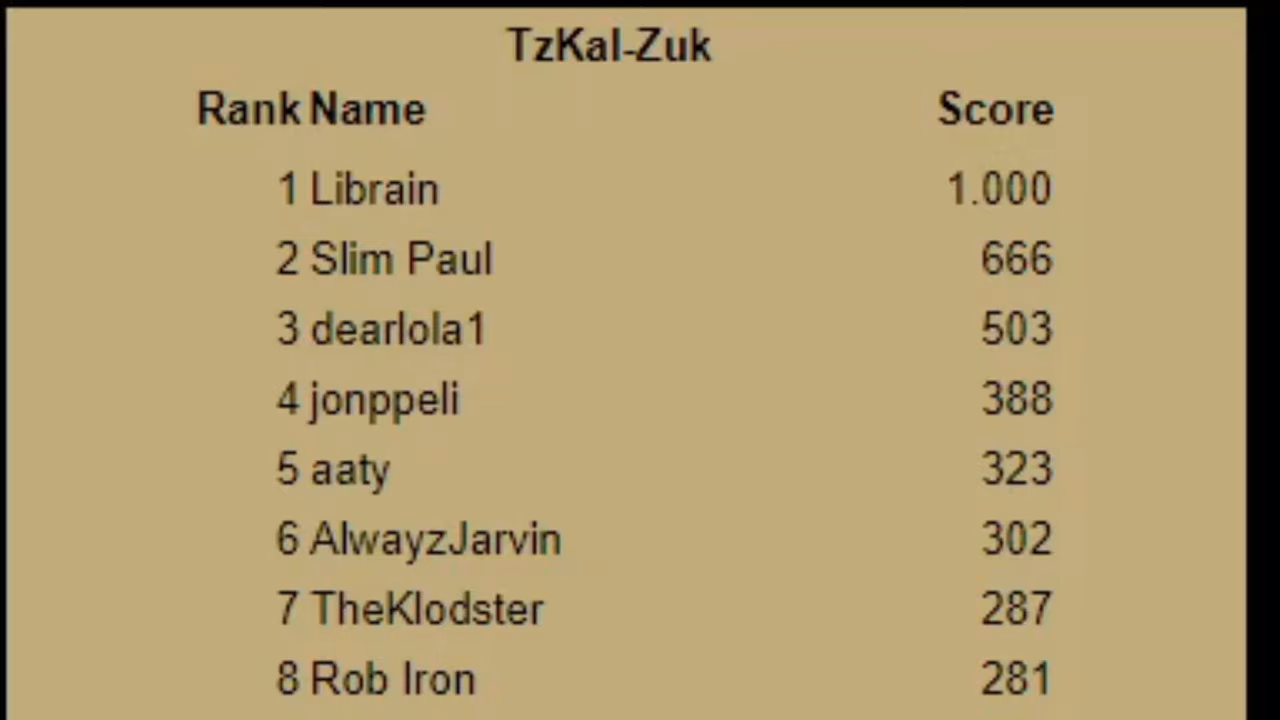 TzKal-Zuk
Rank Name Score
1 Librain 1.000
2 Slim Paul 666
3 dearlola1 503
4 jonppeli 388
5 aaty 323
6 AlwayzJarvin 302
7 TheKlodster 287
8 Rob Iron 281